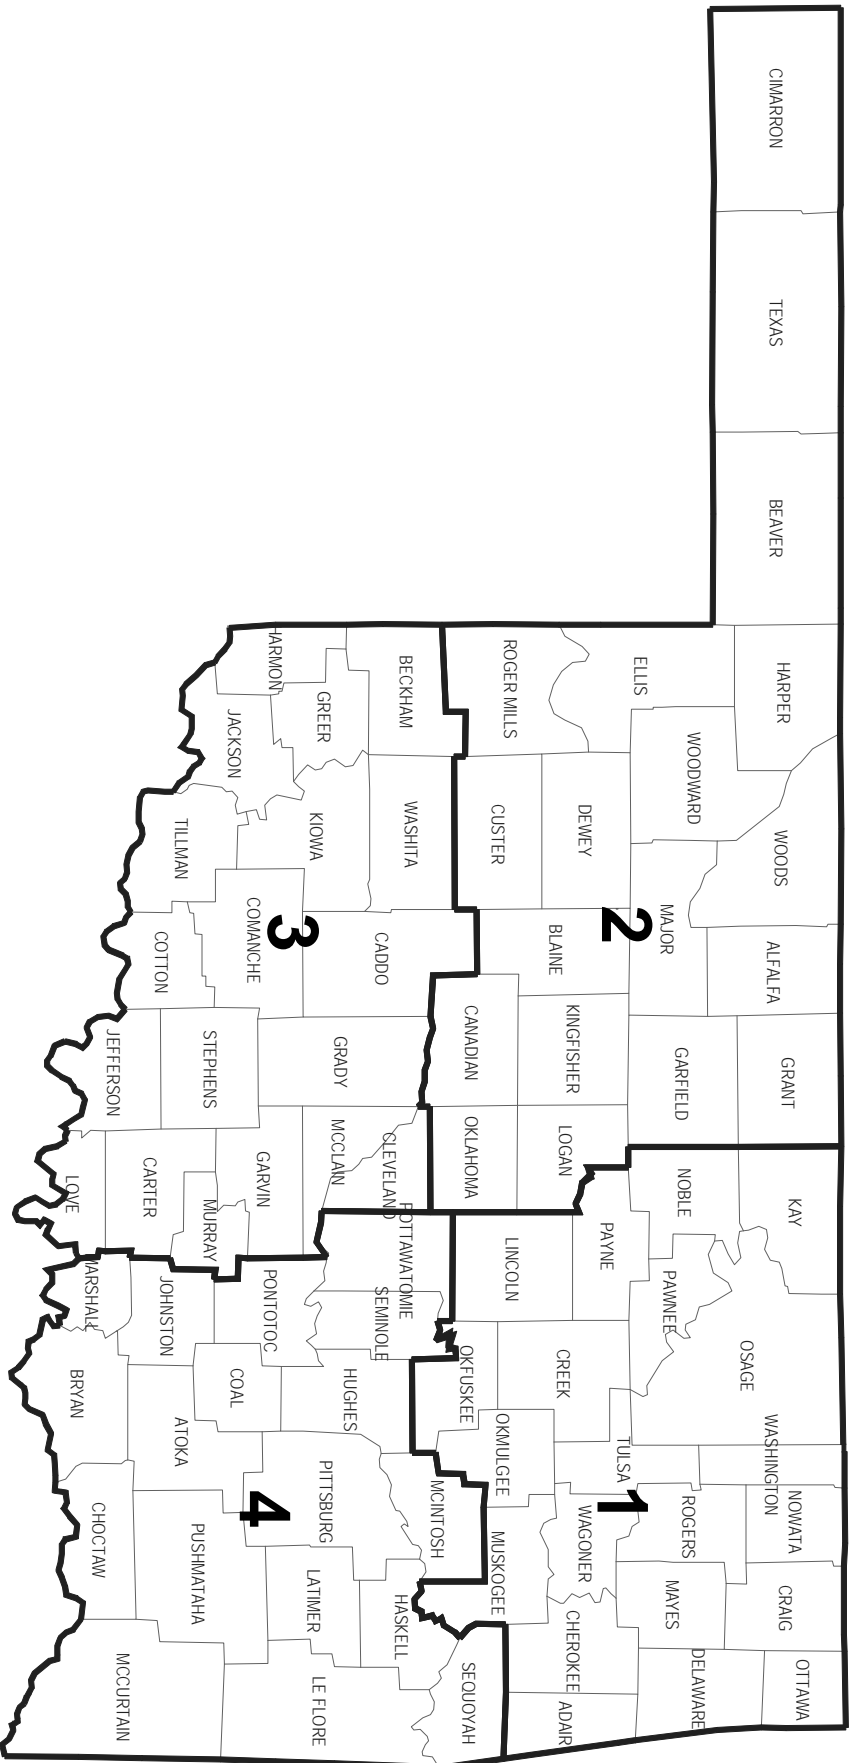 CIMARRON
TEXAS
BEAVER
HARPER
ELLIS
ROGER MILLS
BECKHAM
GREER
HARMON
JACKSON
WOODWARD
WOODS
DEWEY
CUSTER
WASHITA
KIOWA
TILLMAN
MAJOR
ALFALFA
2
BLAINE
CADDO
3
COMANCHE
COTTON
GRANT
GARFIELD
KINGFISHER
CANADIAN
GRADY
STEPHENS
JEFFERSON
LOGAN
OKLAHOMA
CLEVELAND
MCCLAIN
GARVIN
MURRAY
CARTER
LOVE
KAY
NOBLE
PAYNE
PAWNEE
LINCOLN
POTTAWATOMIE
SEMINOLE
PONTOTOC
JOHNSTON
MARSHALL
OSAGE
CREEK
OKFUSKEE
HUGHES
COAL
ATOKA
BRYAN
WASHINGTON
TULSA
OKMULGEE
NOWATA
ROGERS
1
WAGONER
MUSKOGEE
MCINTOSH
PITTSBURG
4
PUSHMATAHA
CHOCTAW
CRAIG
MAYES
CHEROKEE
HASKELL
LATIMER
OTTAWA
DELAWARE
ADAIR
SEQUOYAH
LE FLORE
MCCURTAIN